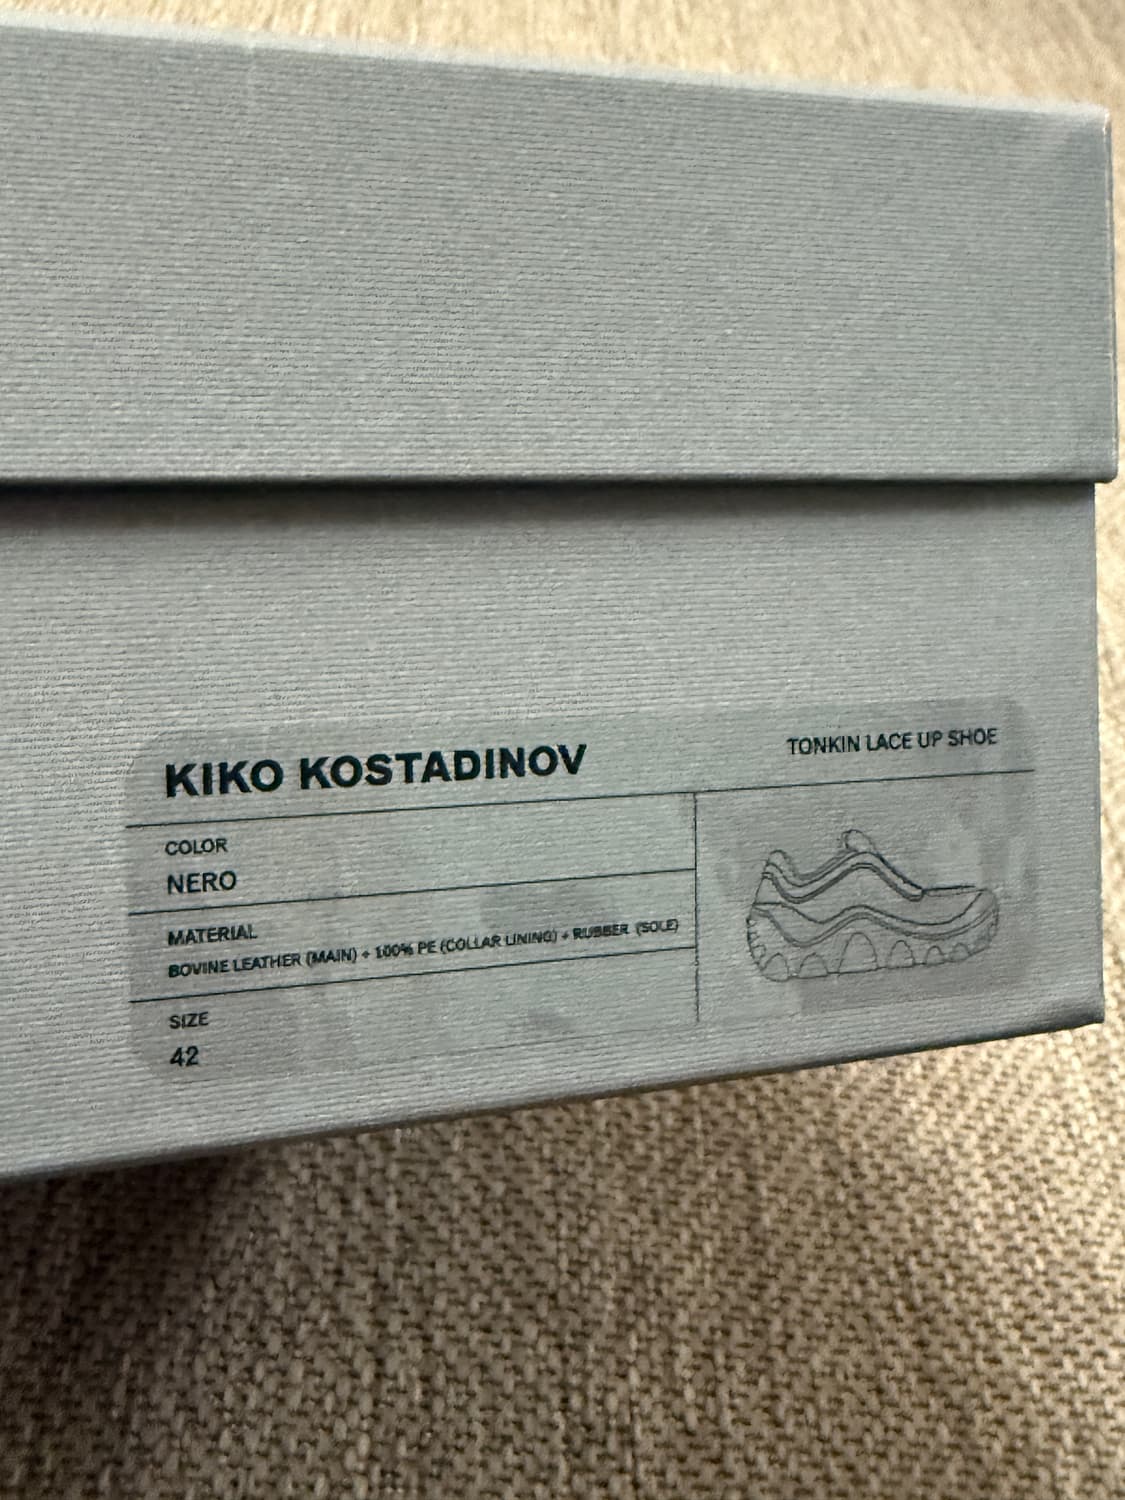 KIKO KOSTADINOV
TONKIN LACE UP SHOE
COLOR
NERO
MATERIAL
BOVINE LEATHER (MAIN) + 100% PE (COLLAR LINING) + RUBBER (SOLE)
SIZE
42